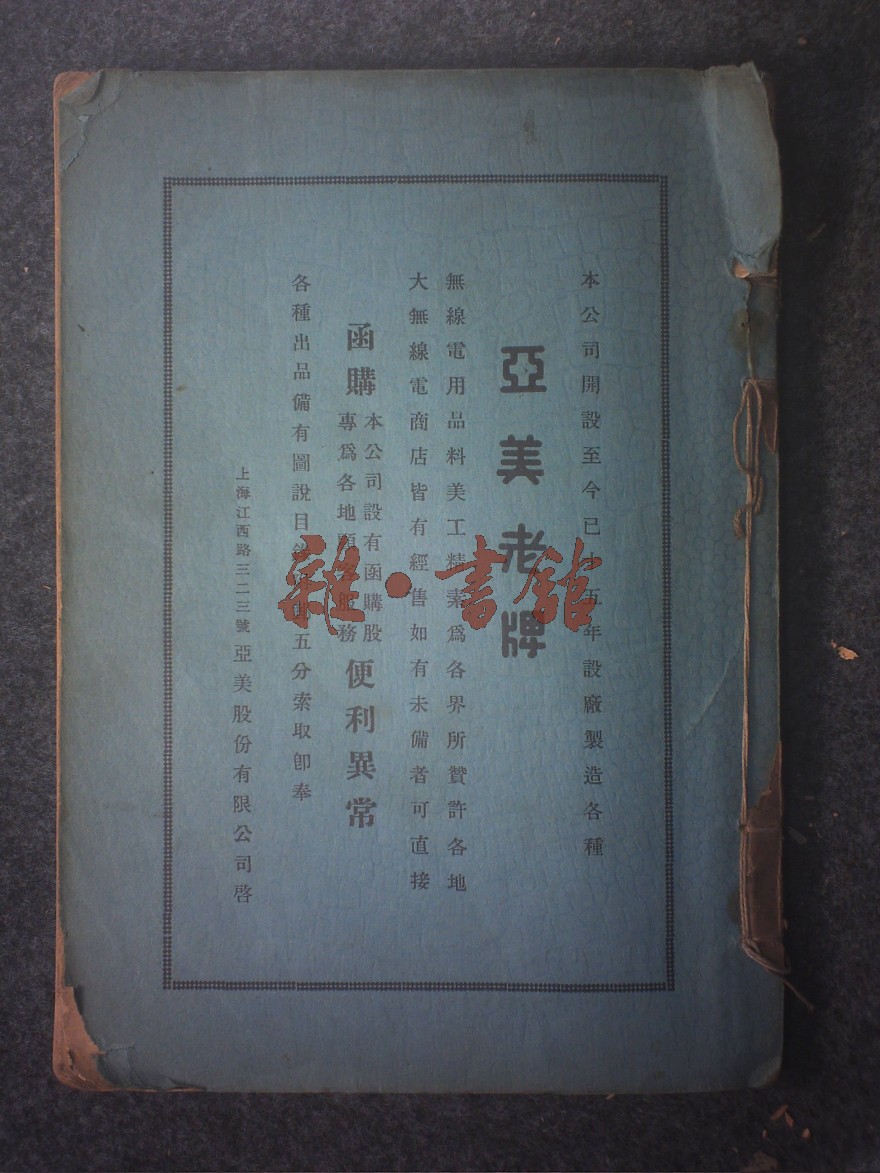 本公司開設至今已十五年設廠製造各種
亞美老牌
無線電用品料美工精素爲各界所贊許各地
大無線電商店皆有經售如有未備者可直接
函購 本公司設有函購股
專爲各地顧客服務 便利異常
各種出品備有圖說目 五分索取卽奉
上海江西路三二三號 亞美股份有限公司啓
雜・書館